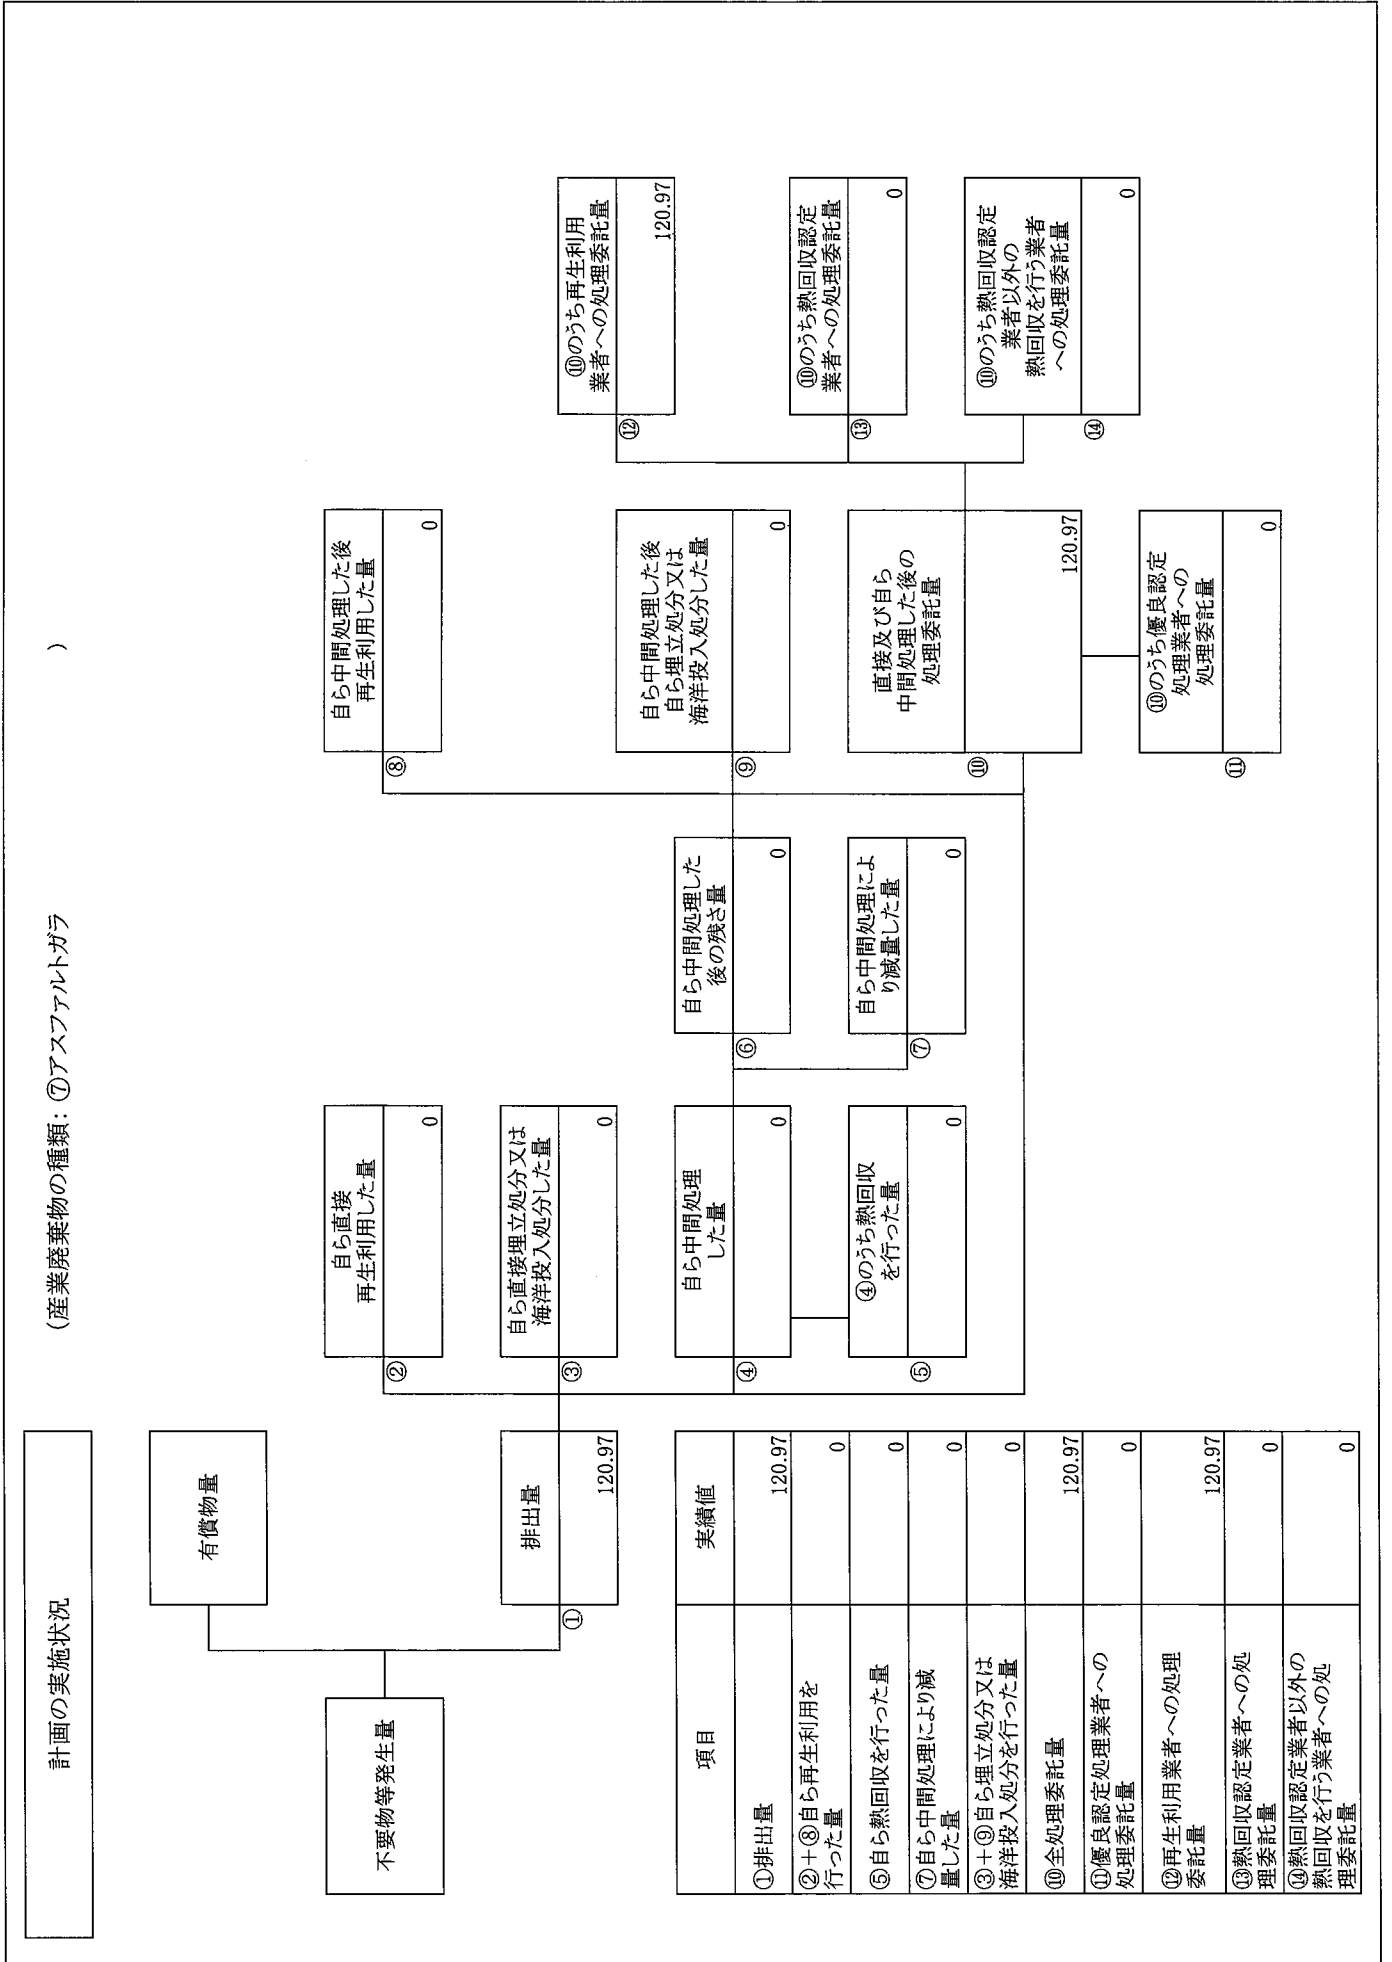 計画の実施状況
(産業廃棄物の種類：⑦アスファルトガラ
)
不要物等発生量
有償物量
排出量
①
120.97
自ら直接
再生利用した量
②
0
自ら直接埋立処分又は
海洋投入処分した量
③
0
自ら中間処理
した量
④
0
④のうち熱回収
を行った量
⑤
0
自ら中間処理した
後の残さ量
⑥
0
自ら中間処理によ
り減量した量
⑦
0
自ら中間処理した後
再生利用した量
⑧
0
自ら中間処理した後
自ら埋立処分又は
海洋投入処分した量
⑨
0
直接及び自ら
中間処理した後の
処理委託量
⑩
120.97
⑩のうち優良認定
処理業者への
処理委託量
⑪
0
⑩のうち再生利用
業者への処理委託量
⑫
120.97
⑩のうち熱回収認定
業者への処理委託量
⑬
0
⑩のうち熱回収認定
業者以外の
熱回収を行う業者
への処理委託量
⑭
0
項目
実績値
①排出量
120.97
②＋⑧自ら再生利用を
行った量
0
⑤自ら熱回収を行った量
0
⑦自ら中間処理により減
量した量
0
③＋⑨自ら埋立処分又は
海洋投入処分を行った量
0
⑩全処理委託量
120.97
⑪優良認定処理業者への
処理委託量
0
⑫再生利用業者への処理
委託量
120.97
⑬熱回収認定業者への処
理委託量
0
⑭熱回収認定業者以外の
熱回収を行う業者への処
理委託量
0